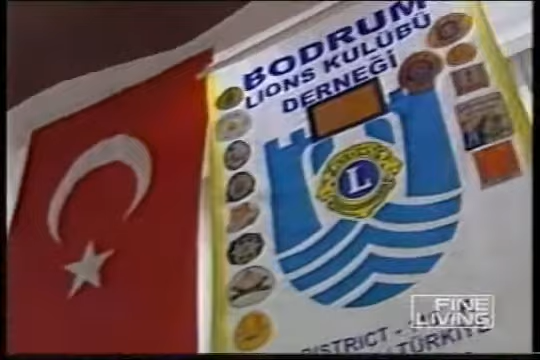 BODRUM
LIONS KULÜBÜ
DERNEĞİ
L
DISTRICT -
TÜRKİYE
FINE
LIVING